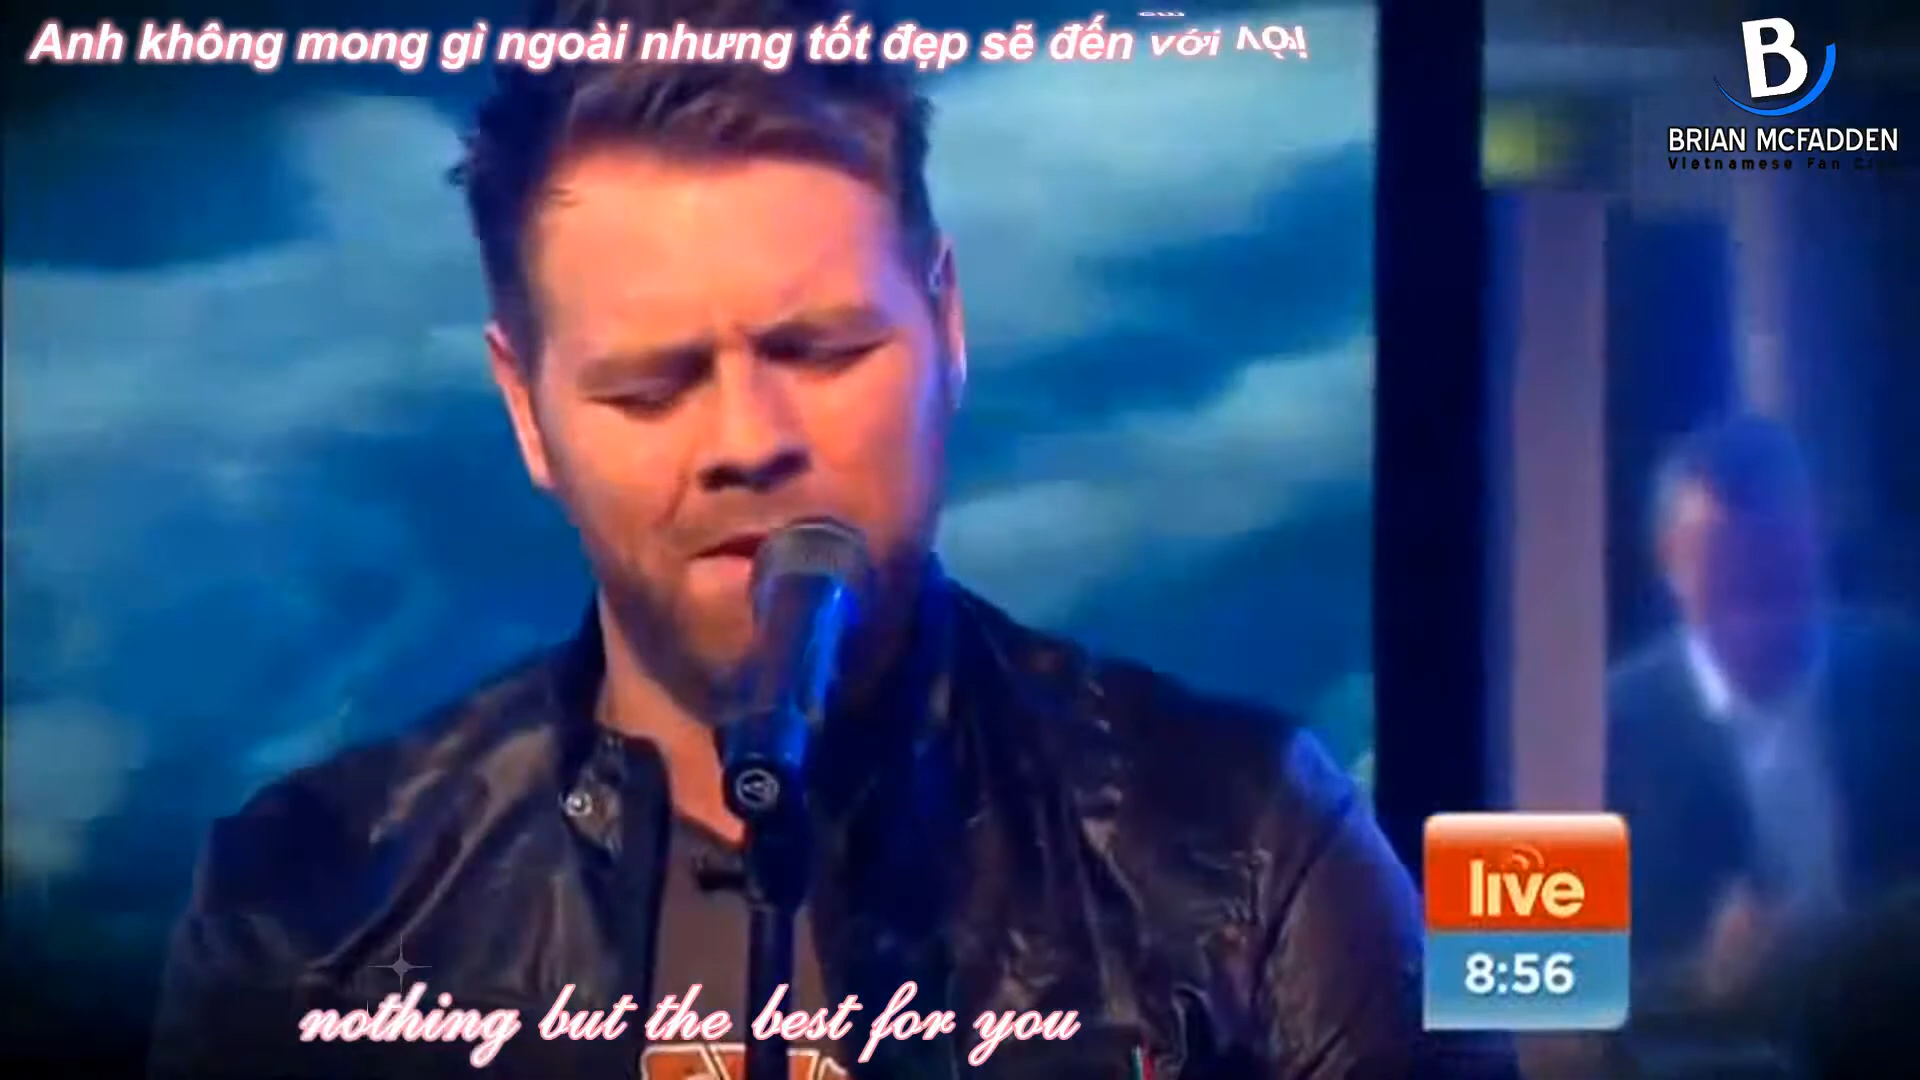 Anh không mong gì ngoài nhưng tốt đẹp sẽ đến với
B
BRIAN MCFADDEN
Vietnamese Fan
live
8:56
nothing but the best for you